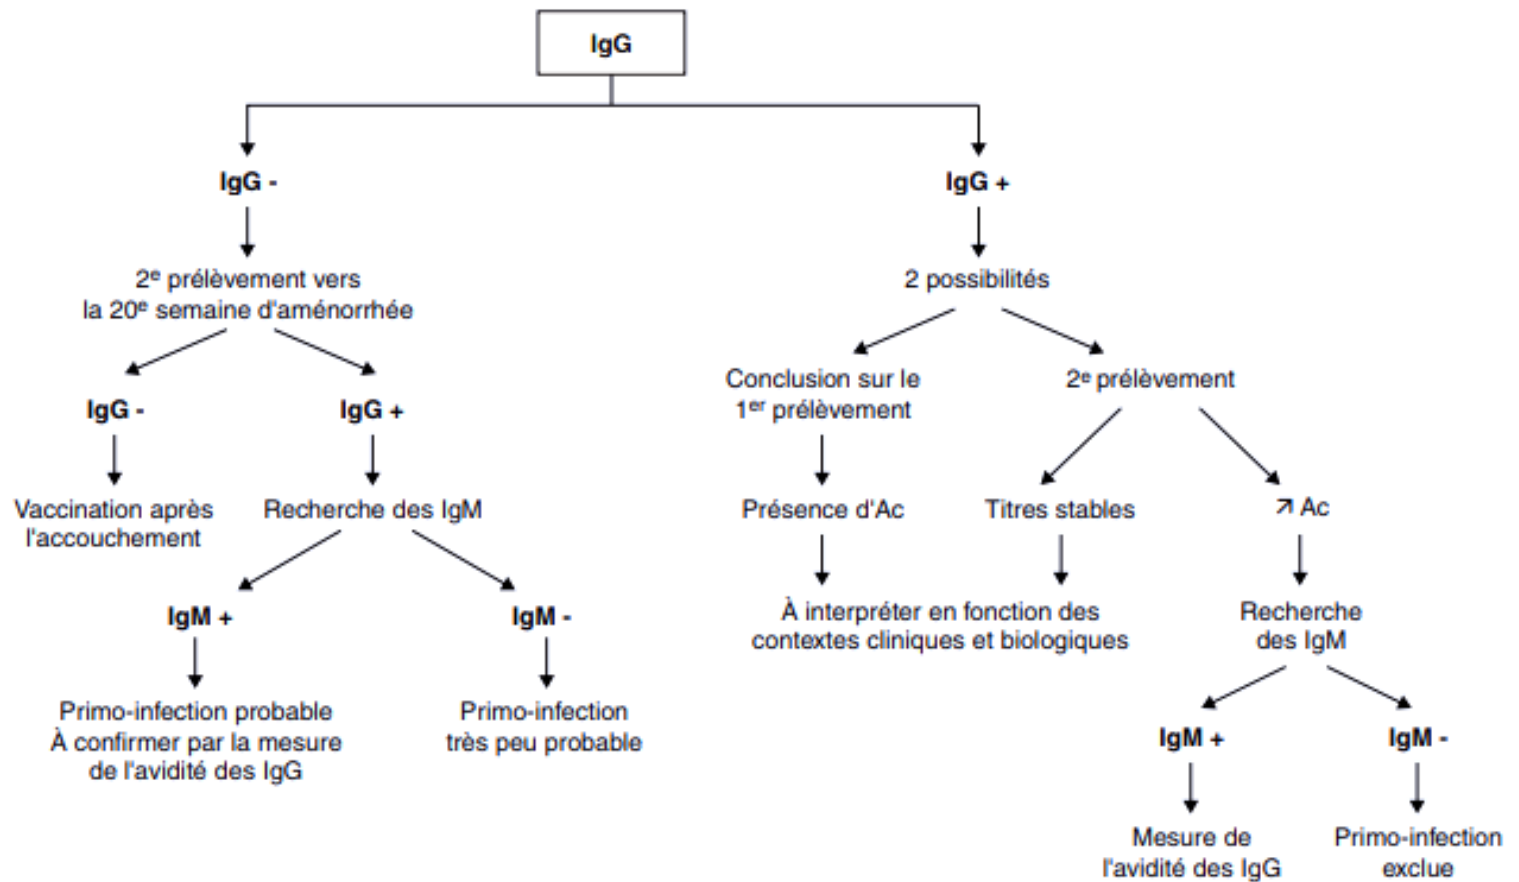 IgG
IgG -
IgG +
2e prélèvement vers
la 20e semaine d'aménorrhée
2 possibilités
IgG -
IgG +
Conclusion sur le
1er prélèvement
2e prélèvement
Vaccination après
l'accouchement
Recherche des IgM
Présence d'Ac
Titres stables
↗ Ac
IgM +
IgM -
À interpréter en fonction des
contextes cliniques et biologiques
Recherche
des IgM
Primo-infection probable
À confirmer par la mesure
de l'avidité des IgG
Primo-infection
très peu probable
IgM +
IgM -
Mesure de
l'avidité des IgG
Primo-infection
exclue